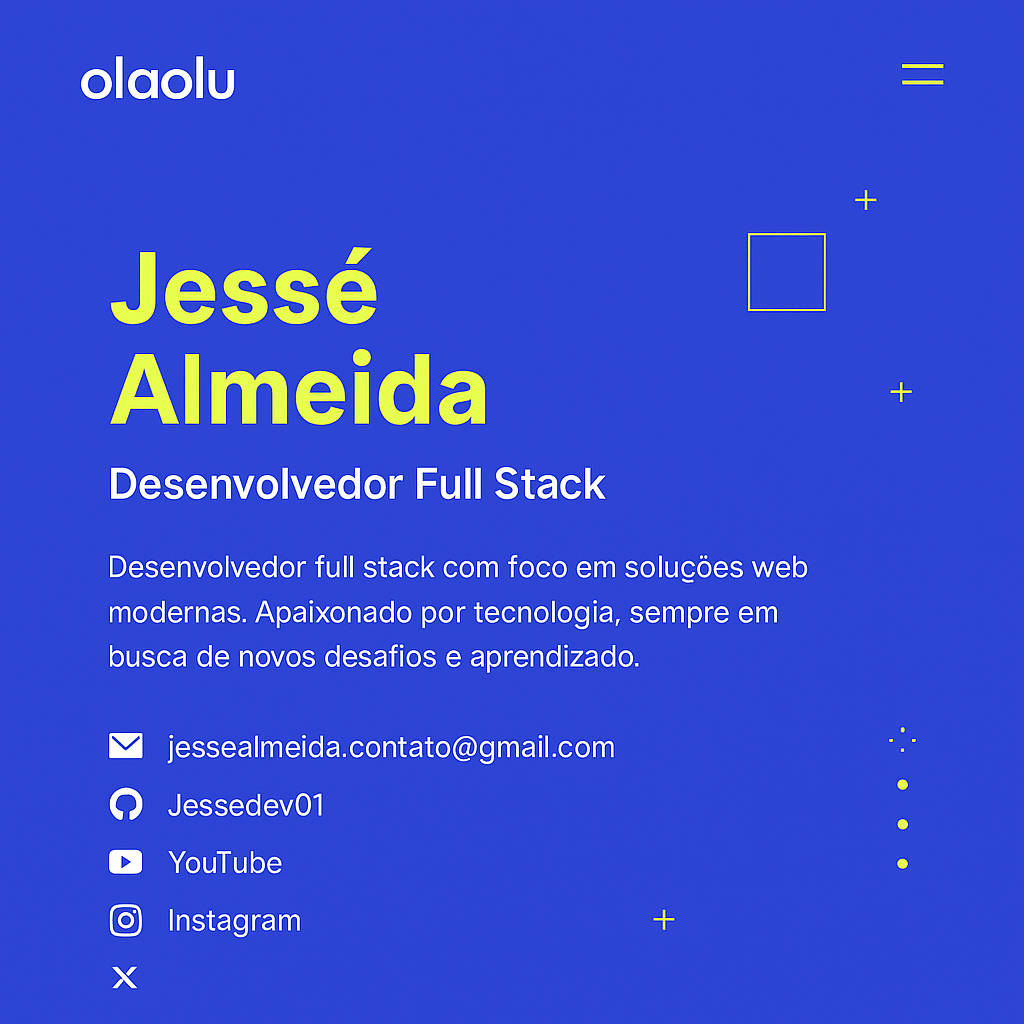 olaolu
Jessé
Almeida
Desenvolvedor Full Stack
Desenvolvedor full stack com foco em soluçöes web
modernas. Apaixonado por tecnologia, sempre em
busca de novos desafios e aprendizado.
jessealmeida.contato@gmail.com
Jessedev01
YouTube
Instagram